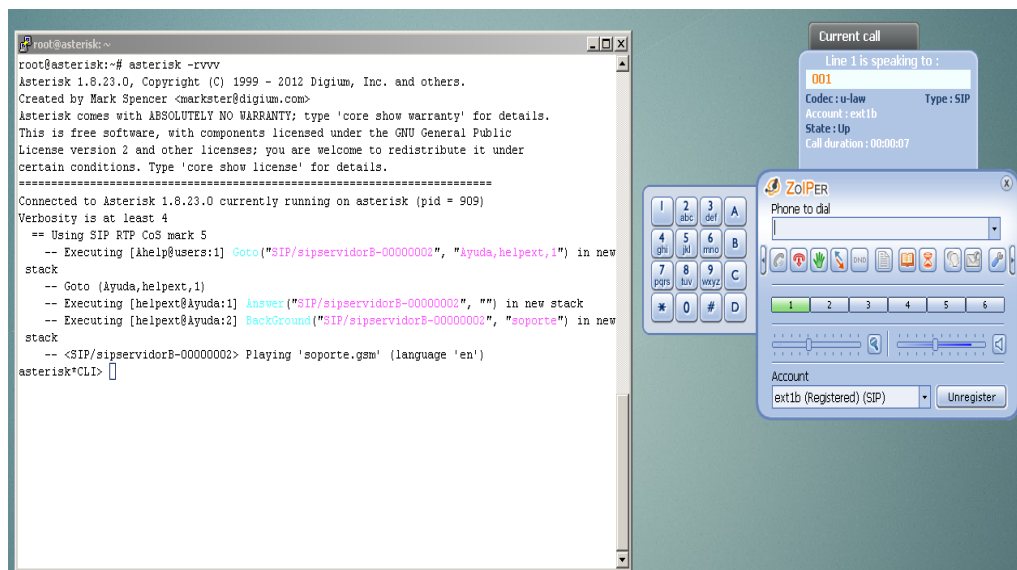 root@asterisk: ~
root@asterisk:~# asterisk -rvvv
Asterisk 1.8.23.0, Copyright (C) 1999 - 2012 Digium, Inc. and others.
Created by Mark Spencer <markster@digium.com>
Asterisk comes with ABSOLUTELY NO WARRANTY; type 'core show warranty' for details.
This is free software, with components licensed under the GNU General Public
License version 2 and other licenses; you are welcome to redistribute it under
certain conditions. Type 'core show license' for details.
=========================================================================
Connected to Asterisk 1.8.23.0 currently running on asterisk (pid = 909)
Verbosity is at least 4
== Using SIP RTP CoS mark 5
-- Executing [Ahelp@users:1] Goto("SIP/sipservidorB-00000002", "Ayuda,helpext,1") in new
stack
-- Goto (Ayuda,helpext,1)
-- Executing [helpext@Ayuda:1] Answer("SIP/sipservidorB-00000002", "") in new stack
-- Executing [helpext@Ayuda:2] BackGround("SIP/sipservidorB-00000002", "soporte") in new
stack
-- <SIP/sipservidorB-00000002> Playing 'soporte.gsm' (language 'en')
asterisk*CLI>
Current call
Line 1 is speaking to :
001
Codec : u-law Type : SIP
Account : ext1b
State : Up
Call duration : 00:00:07
1 2 abc 3 def A
4 ghi 5 jkl 6 mno B
7 pqrs 8 tuv 9 wxyz C
* 0 # D
ZOIPER
Phone to dial
DND
1 2 3 4 5 6
Account
ext1b (Registered) (SIP) Unregister